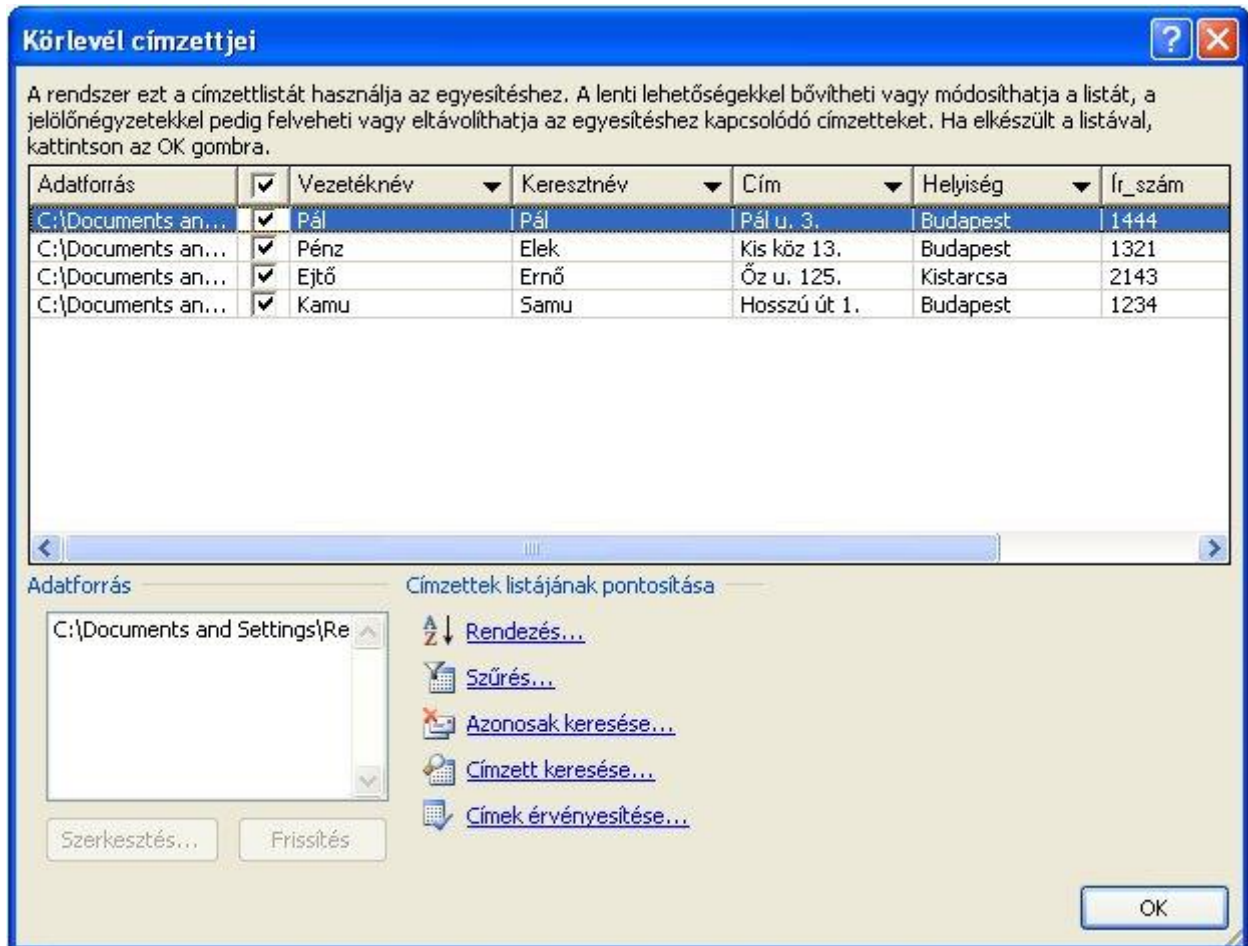 Körlevél címzettjei
A rendszer ezt a címzettlistát használja az egyesítéshez. A lenti lehetőségekkel bővítheti vagy módosíthatja a listát, a
jelölőnégyzetekkel pedig felveheti vagy eltávolíthatja az egyesítéshez kapcsolódó címzetteket. Ha elkészült a listával,
kattintson az OK gombra.
Adatforrás Vezetéknév Keresztnév Cím Helyiség Ír_szám
C:\Documents an... Pál Pál Pál u. 3. Budapest 1444
C:\Documents an... Pénz Elek Kis köz 13. Budapest 1321
C:\Documents an... Ejtő Ernő Őz u. 125. Kistarcsa 2143
C:\Documents an... Kamu Samu Hosszú út 1. Budapest 1234
Adatforrás
C:\Documents and Settings\Re
Szerkesztés... Frissítés
Címzettek listájának pontosítása
Rendezés...
Szűrés...
Azonosak keresése...
Címzett keresése...
Címek érvényesítése...
OK